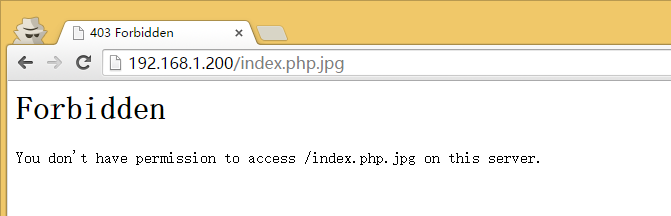 403 Forbidden
192.168.1.200/index.php.jpg
Forbidden
You don't have permission to access /index.php.jpg on this server.